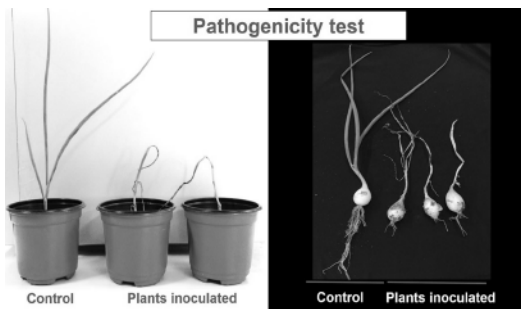 Pathogenicity test
Control
Plants inoculated
Control
Plants inoculated